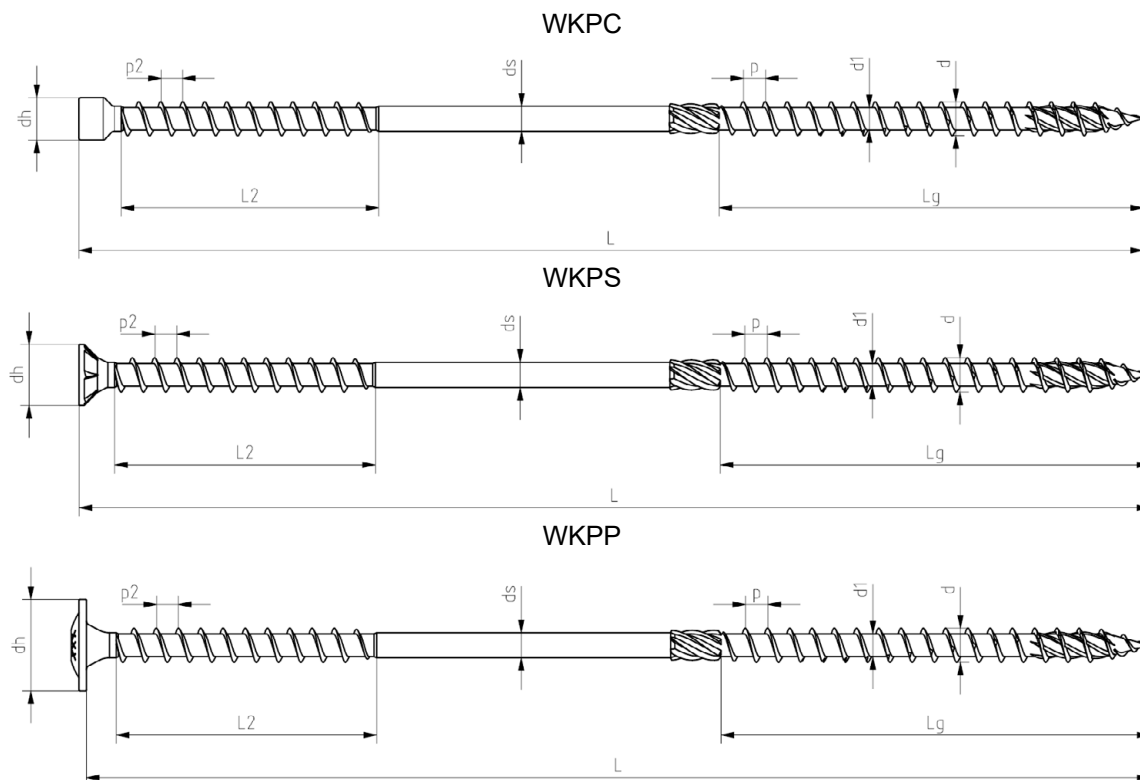 WKPC
p2 ds p d1 d
dh
L2 Lg
L
WKPS
p2 ds p d1 d
dh
L2 Lg
L
WKPP
p2 ds p d1 d
dh
L2 Lg
L